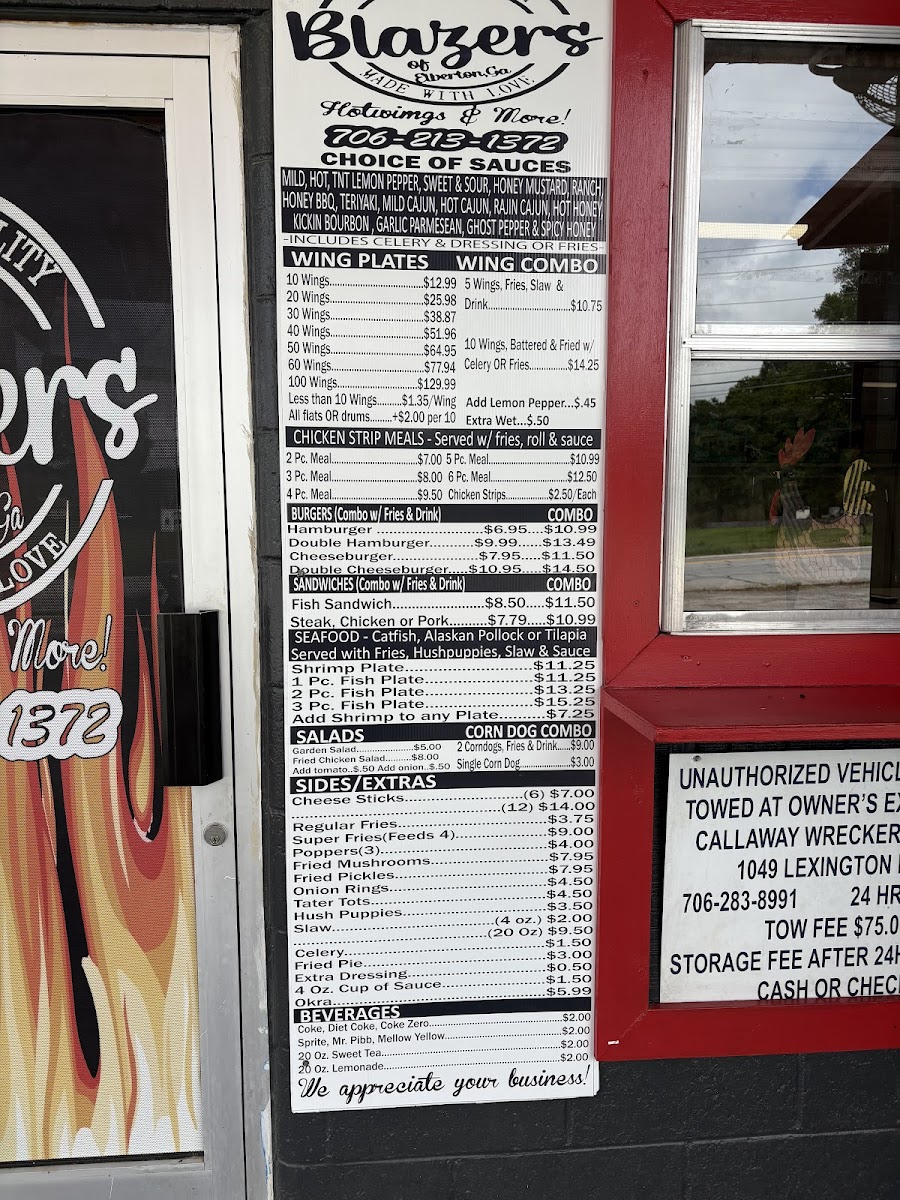 Blazers
of
Elberton, Ga
MADE WITH LOVE
Hotwimgs & More!
706-213-1372
CHOICE OF SAUCES
MILD, HOT, TNT LEMON PEPPER, SWEET & SOUR, HONEY MUSTARD, RANCH,
HONEY BBQ, TERIYAKI, MILD CAJUN, HOT CAJUN, RAJIN CAJUN, HOT HONEY,
KICKIN BOURBON , GARLIC PARMESEAN, GHOST PEPPER & SPICY HONEY
-INCLUDES CELERY & DRESSING OR FRIES-
WING PLATES
10 Wings..............................$12.99
20 Wings..............................$25.98
30 Wings..............................$38.87
40 Wings..............................$51.96
50 Wings..............................$64.95
60 Wings..............................$77.94
100 Wings..........................$129.99
Less than 10 Wings.........$1.35/Wing
All flats OR drums........+$2.00 per 10
WING COMBO
5 Wings, Fries, Slaw &
Drink..........................$10.75
10 Wings, Battered & Fried w/
Celery OR Fries.............$14.25
Add Lemon Pepper...$.45
Extra Wet...$.50
CHICKEN STRIP MEALS - Served w/ fries, roll & sauce
2 Pc. Meal............................$7.00 5 Pc. Meal..........................$10.99
3 Pc. Meal............................$8.00 6 Pc. Meal..........................$12.50
4 Pc. Meal............................$9.50 Chicken Strips...............$2.50/Each
BURGERS (Combo w/ Fries & Drink) COMBO
Hamburger ..................$6.95....$10.99
Double Hamburger........$9.99.....$13.49
Cheeseburger...............$7.95....$11.50
Double Cheeseburger....$10.95.....$14.50
SANDWICHES (Combo w/ Fries & Drink) COMBO
Fish Sandwich..................$8.50.....$11.50
Steak, Chicken or Pork........$7.79.....$10.99
SEAFOOD - Catfish, Alaskan Pollock or Tilapia
Served with Fries, Hushpuppies, Slaw & Sauce
Shrimp Plate......................$11.25
1 Pc. Fish Plate..................$11.25
2 Pc. Fish Plate..................$13.25
3 Pc. Fish Plate..................$15.25
Add Shrimp to any Plate.........$7.25
SALADS
Garden Salad......................$5.00
Fried Chicken Salad..........$8.00
Add tomato..$.50 Add onion..$.50
CORN DOG COMBO
2 Corndogs, Fries & Drink.....$9.00
Single Corn Dog..................$3.00
SIDES/EXTRAS
Cheese Sticks........................(6) $7.00
...........................................(12) $14.00
Regular Fries..............................$3.75
Super Fries(Feeds 4)..................$9.00
Poppers(3).................................$4.00
Fried Mushrooms........................$7.95
Fried Pickles...............................$7.95
Onion Rings................................$4.50
Tater Tots...................................$4.50
Hush Puppies..............................$3.50
Slaw.................................(4 oz.) $2.00
.......................................(20 Oz) $9.50
Celery........................................$1.50
Fried Pie.....................................$3.00
Extra Dressing............................$0.50
4 Oz. Cup of Sauce.....................$1.50
Okra...........................................$5.99
BEVERAGES
Coke, Diet Coke, Coke Zero...............................$2.00
Sprite, Mr. Pibb, Mellow Yellow...........................$2.00
20 Oz. Sweet Tea................................................$2.00
20 Oz. Lemonade...............................................$2.00
We appreciate your business!
LITY
ers
Ga
LOVE
More!
1372
UNAUTHORIZED VEHICL
TOWED AT OWNER'S EX
CALLAWAY WRECKER
1049 LEXINGTON
706-283-8991 24 HR
TOW FEE $75.0
STORAGE FEE AFTER 24H
CASH OR CHEC